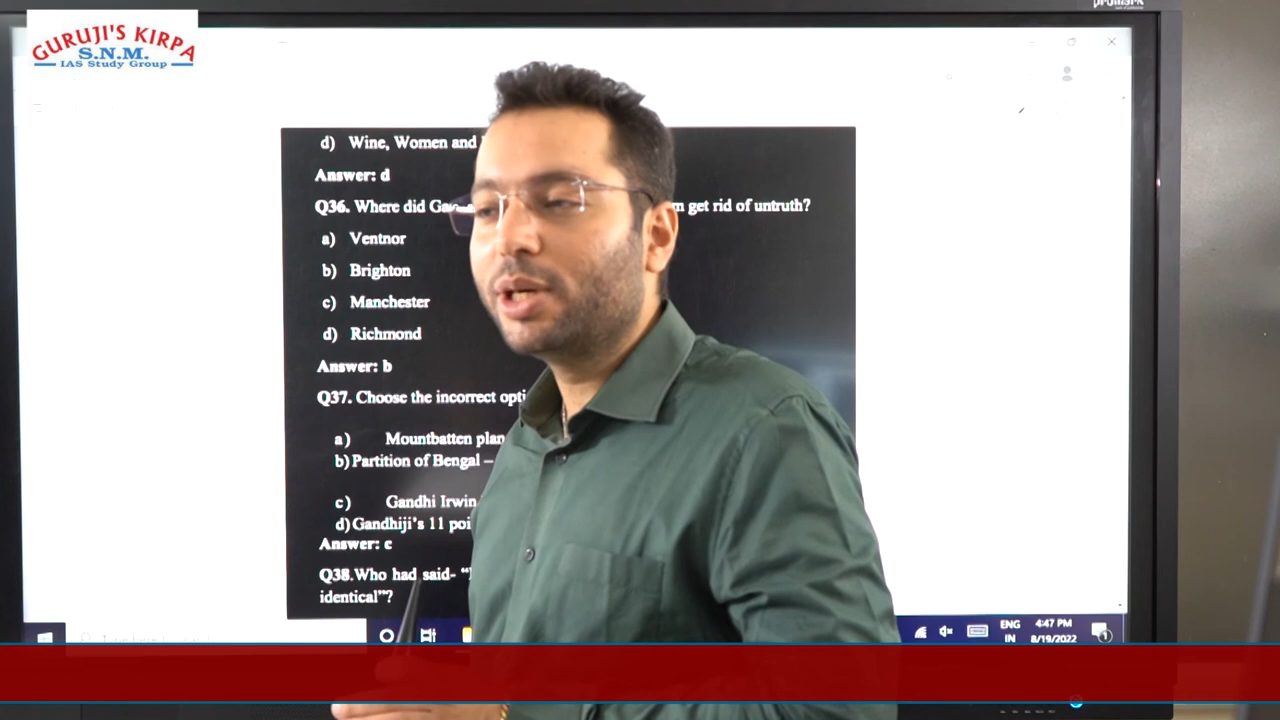 promark
GURUJI'S KIRPA
S.N.M.
IAS Study Group
d) Wine, Women and
Answer: d
Q36. Where did m get rid of untruth?
a) Ventnor
b) Brighton
c) Manchester
d) Richmond
Answer: b
Q37. Choose the incorrect opti
a) Mountbatten plan
b) Partition of Bengal –
c) Gandhi Irwin
d) Gandhiji's 11 poi
Answer: c
Q38.Who had said- “
identical”?
ENG 4:47 PM
IN 8/19/2022
1